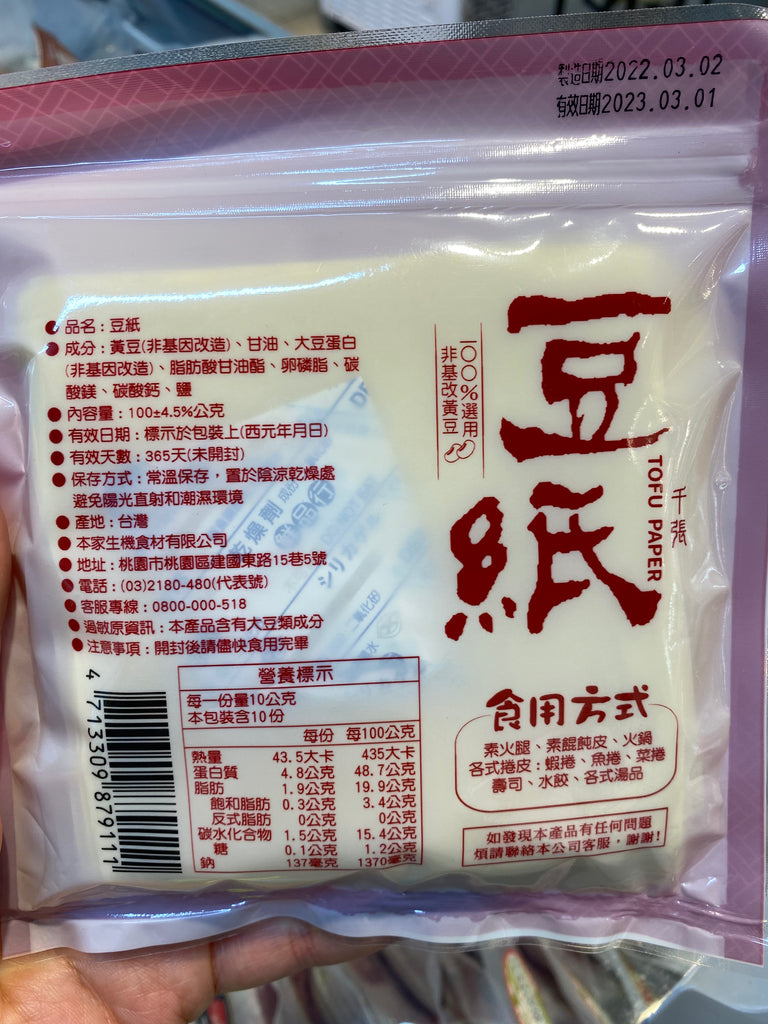 製造日期2022.03.02
有效日期2023.03.01
豆紙
千張
TOFU PAPER
一〇〇%選用
非基改黃豆
品名：豆紙
成分：黃豆(非基因改造)、甘油、大豆蛋白
(非基因改造)、脂肪酸甘油酯、卵磷脂、碳
酸鎂、碳酸鈣、鹽
內容量：100±4.5%公克
有效日期：標示於包裝上(西元年月日)
有效天數：365天(未開封)
保存方式：常溫保存，置於陰涼乾燥處
避免陽光直射和潮濕環境
產地：台灣
本家生機食材有限公司
地址：桃園市桃園區建國東路15巷5號
電話：(03)2180-480(代表號)
客服專線：0800-000-518
過敏原資訊：本產品含有大豆類成分
注意事項：開封後請儘快食用完畢
乾燥劑
シリカゲル
二氧化矽
4 713309 879111
營養標示
每一份量10公克
本包裝含10份
每份 每100公克
熱量 43.5大卡 435大卡
蛋白質 4.8公克 48.7公克
脂肪 1.9公克 19.9公克
飽和脂肪 0.3公克 3.4公克
反式脂肪 0公克 0公克
碳水化合物 1.5公克 15.4公克
糖 0.1公克 1.2公克
鈉 137毫克 1370毫克
食用方式
素火腿、素餛飩皮、火鍋
各式捲皮：蝦捲、魚捲、菜捲
壽司、水餃、各式湯品
如發現本產品有任何問題
煩請聯絡本公司客服，謝謝!